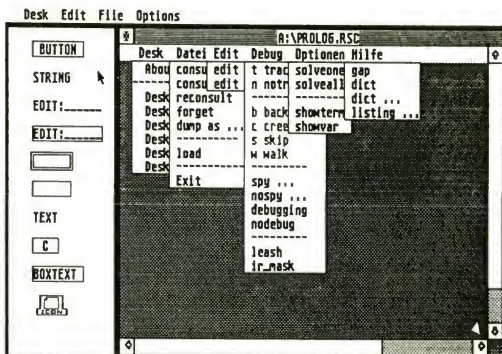 Desk Edit File Options
A:\PROLOG.RSC
BUTTON
STRING
EDIT:______
EDIT:______
TEXT
C
BOXTEXT
ICON
Desk Datei Edit Debug Optionen Hilfe
Abou
Desk
Desk
Desk
Desk
Desk
Desk
consu
consu
reconsult
forget
dump as ...
load
Exit
edit
edit
t trac
n notr
b back
c cree
s skip
w walk
spy ...
nospy ...
debugging
nodebug
leash
ir_mask
solveone
solveall
showterm
showvar
gap
dict
dict ...
listing ...